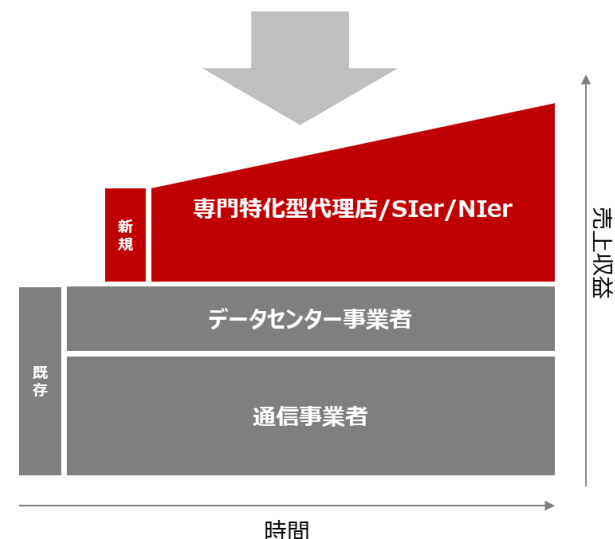 専門特化型代理店/SIer/NIer
新規
データセンター事業者
既存
通信事業者
売上収益
時間